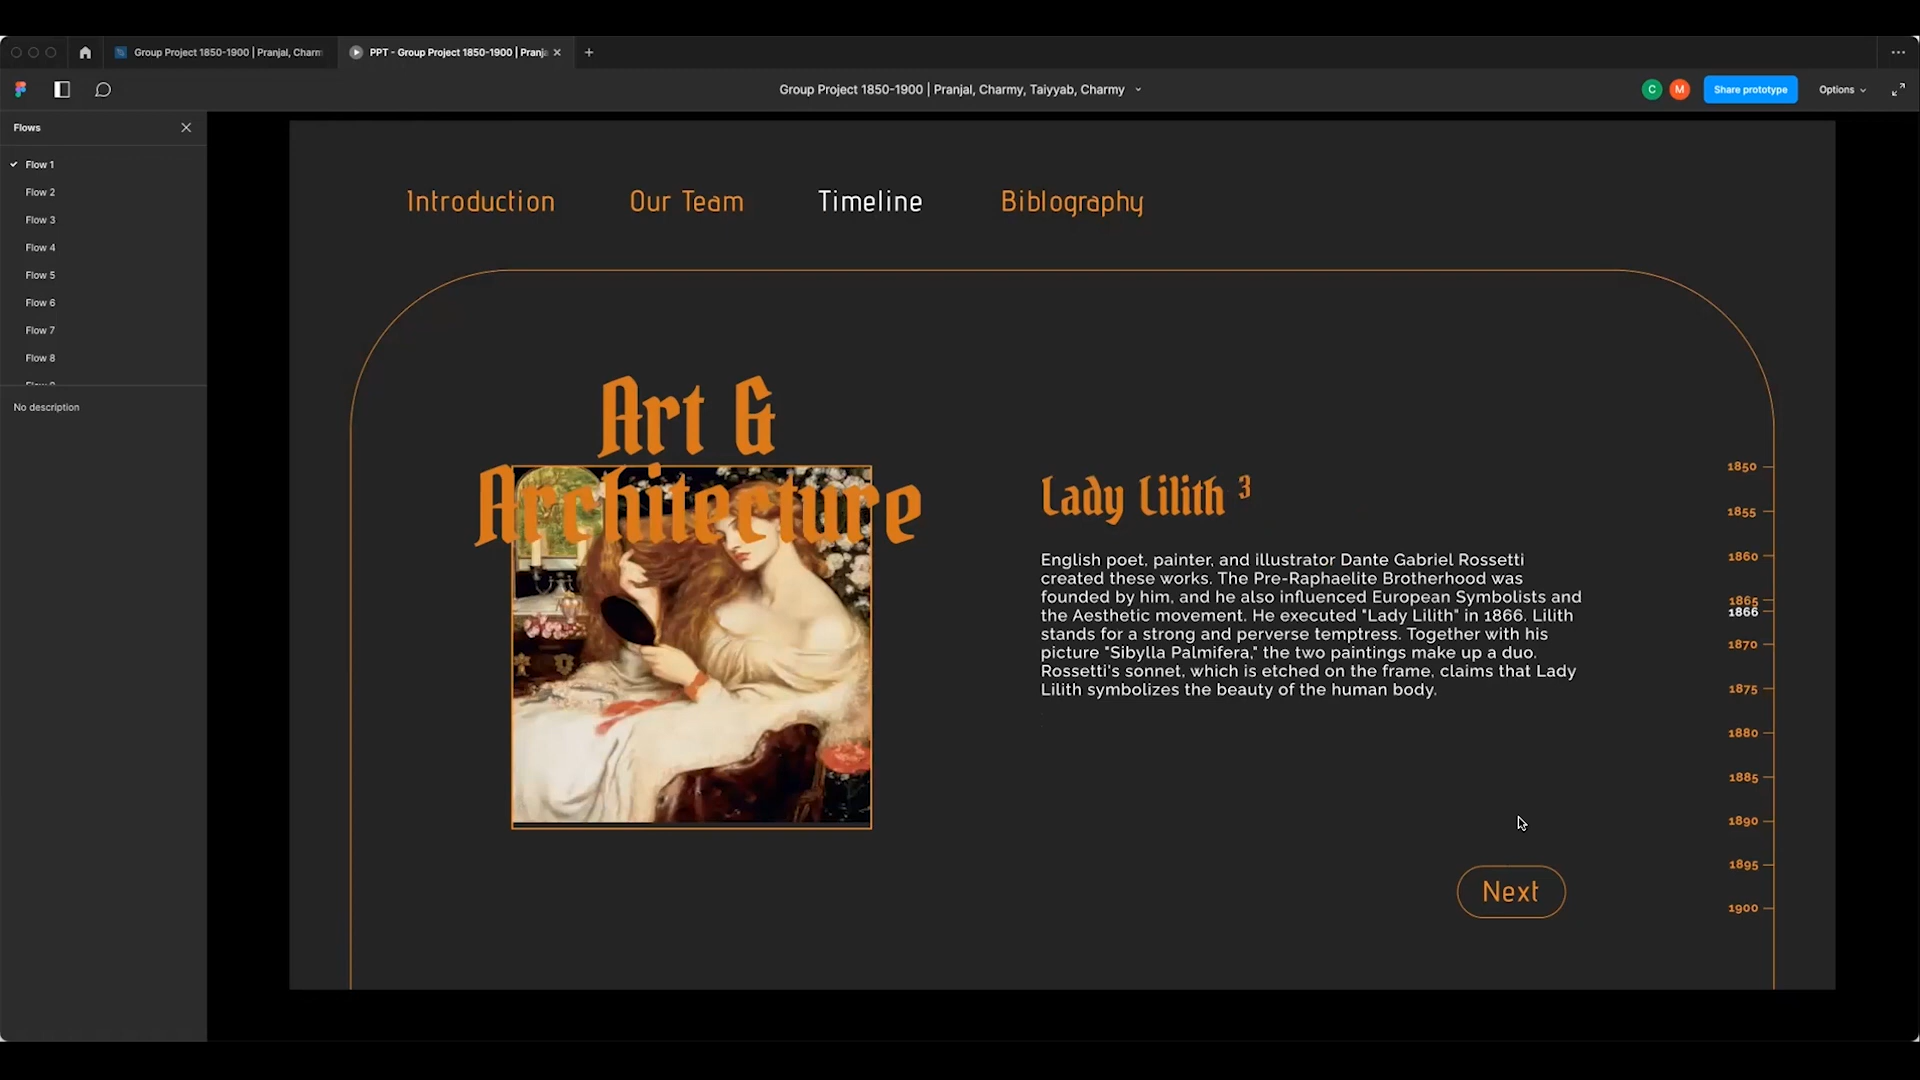 Group Project 1850-1900 | Pranjal, Charm
PPT - Group Project 1850-1900 | Pranja
Group Project 1850-1900 | Pranjal, Charmy, Taiyyab, Charmy
C
M
Share prototype
Options
Flows
Flow 1
Flow 2
Flow 3
Flow 4
Flow 5
Flow 6
Flow 7
Flow 8
No description
Introduction
Our Team
Timeline
Biblography
Art &
Architecture
Lady Lilith 3
English poet, painter, and illustrator Dante Gabriel Rossetti
created these works. The Pre-Raphaelite Brotherhood was
founded by him, and he also influenced European Symbolists and
the Aesthetic movement. He executed "Lady Lilith" in 1866. Lilith
stands for a strong and perverse temptress. Together with his
picture "Sibylla Palmifera," the two paintings make up a duo.
Rossetti's sonnet, which is etched on the frame, claims that Lady
Lilith symbolizes the beauty of the human body.
Next
1850
1855
1860
1865
1866
1870
1875
1880
1885
1890
1895
1900